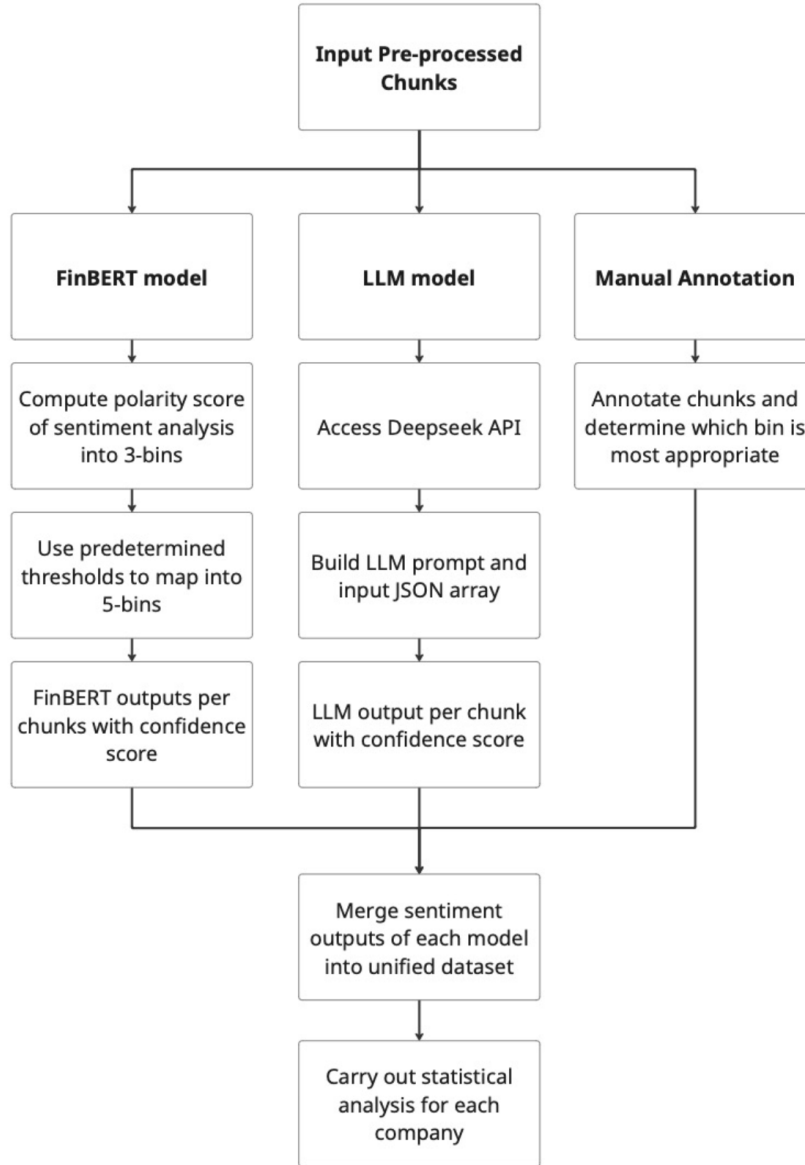 Input Pre-processed
Chunks
FinBERT model
LLM model
Manual Annotation
Compute polarity score
of sentiment analysis
into 3-bins
Access Deepseek API
Annotate chunks and
determine which bin is
most appropriate
Use predetermined
thresholds to map into
5-bins
Build LLM prompt and
input JSON array
FinBERT outputs per
chunks with confidence
score
LLM output per chunk
with confidence score
Merge sentiment
outputs of each model
into unified dataset
Carry out statistical
analysis for each
company